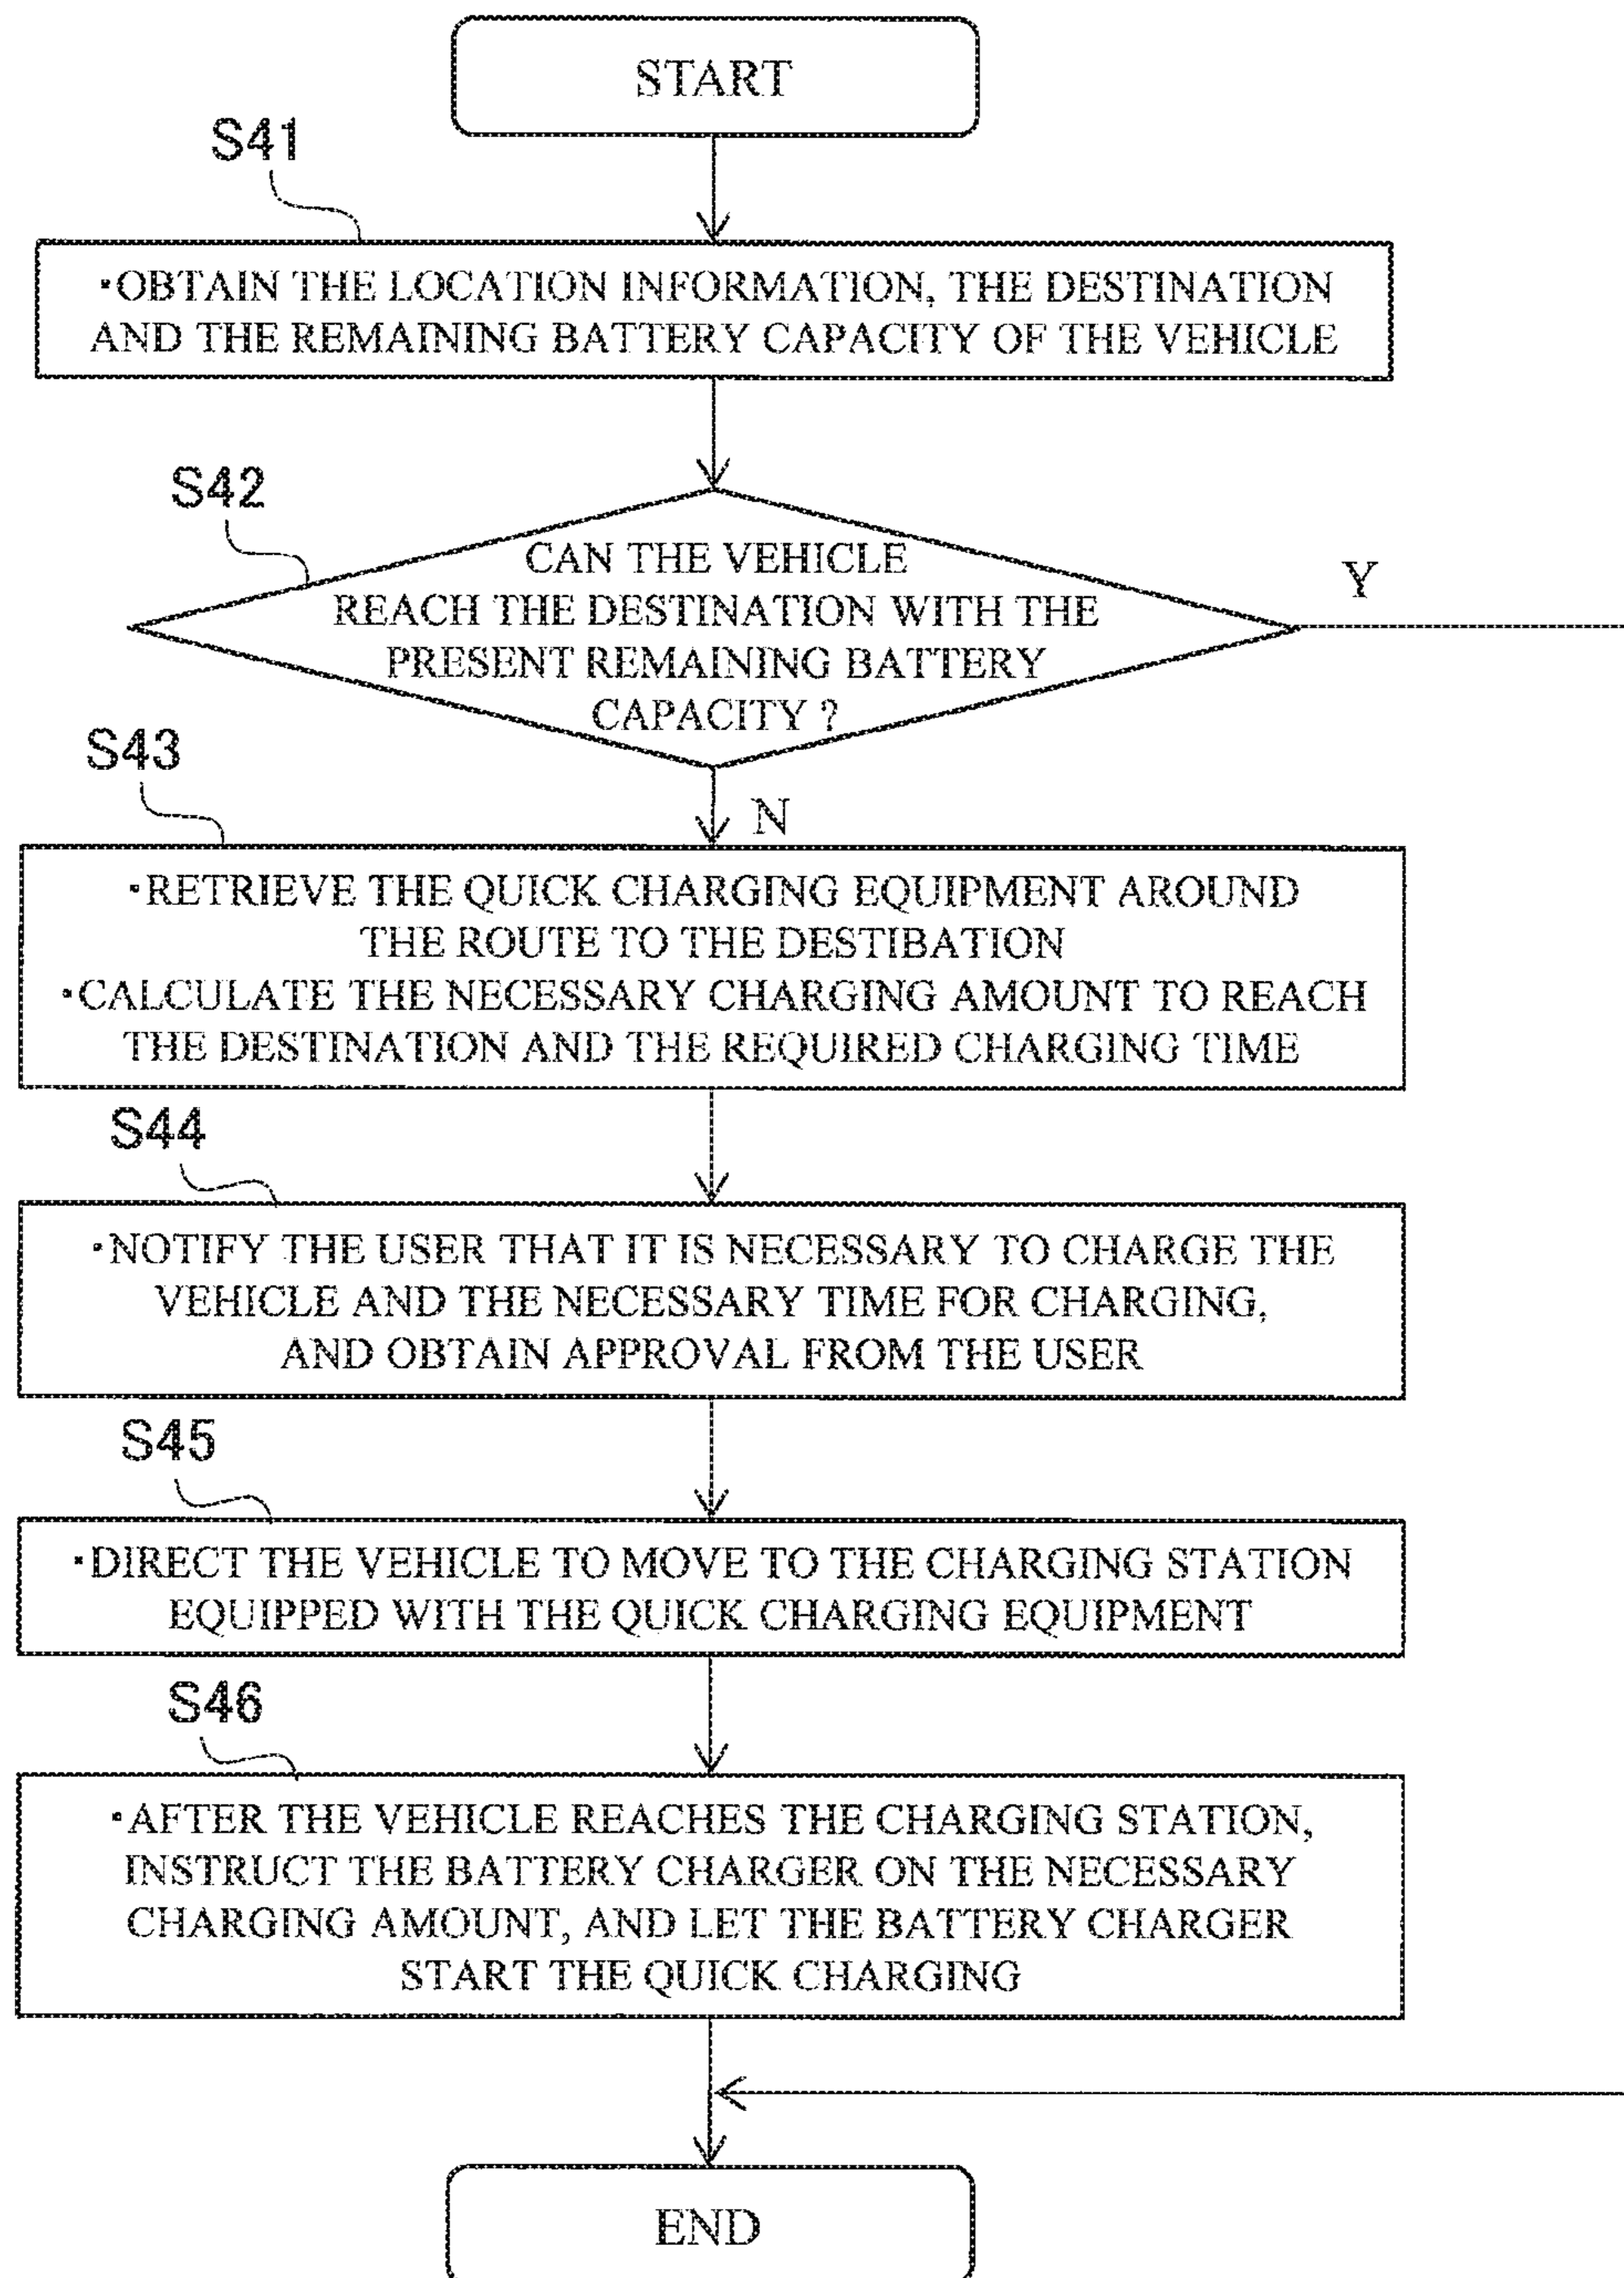 START
S41
·OBTAIN THE LOCATION INFORMATION, THE DESTINATION
AND THE REMAINING BATTERY CAPACITY OF THE VEHICLE
S42
CAN THE VEHICLE
REACH THE DESTINATION WITH THE
PRESENT REMAINING BATTERY
CAPACITY ?
Y
S43
N
·RETRIEVE THE QUICK CHARGING EQUIPMENT AROUND
THE ROUTE TO THE DESTIBATION
·CALCULATE THE NECESSARY CHARGING AMOUNT TO REACH
THE DESTINATION AND THE REQUIRED CHARGING TIME
S44
·NOTIFY THE USER THAT IT IS NECESSARY TO CHARGE THE
VEHICLE AND THE NECESSARY TIME FOR CHARGING,
AND OBTAIN APPROVAL FROM THE USER
S45
·DIRECT THE VEHICLE TO MOVE TO THE CHARGING STATION
EQUIPPED WITH THE QUICK CHARGING EQUIPMENT
S46
·AFTER THE VEHICLE REACHES THE CHARGING STATION,
INSTRUCT THE BATTERY CHARGER ON THE NECESSARY
CHARGING AMOUNT, AND LET THE BATTERY CHARGER
START THE QUICK CHARGING
END